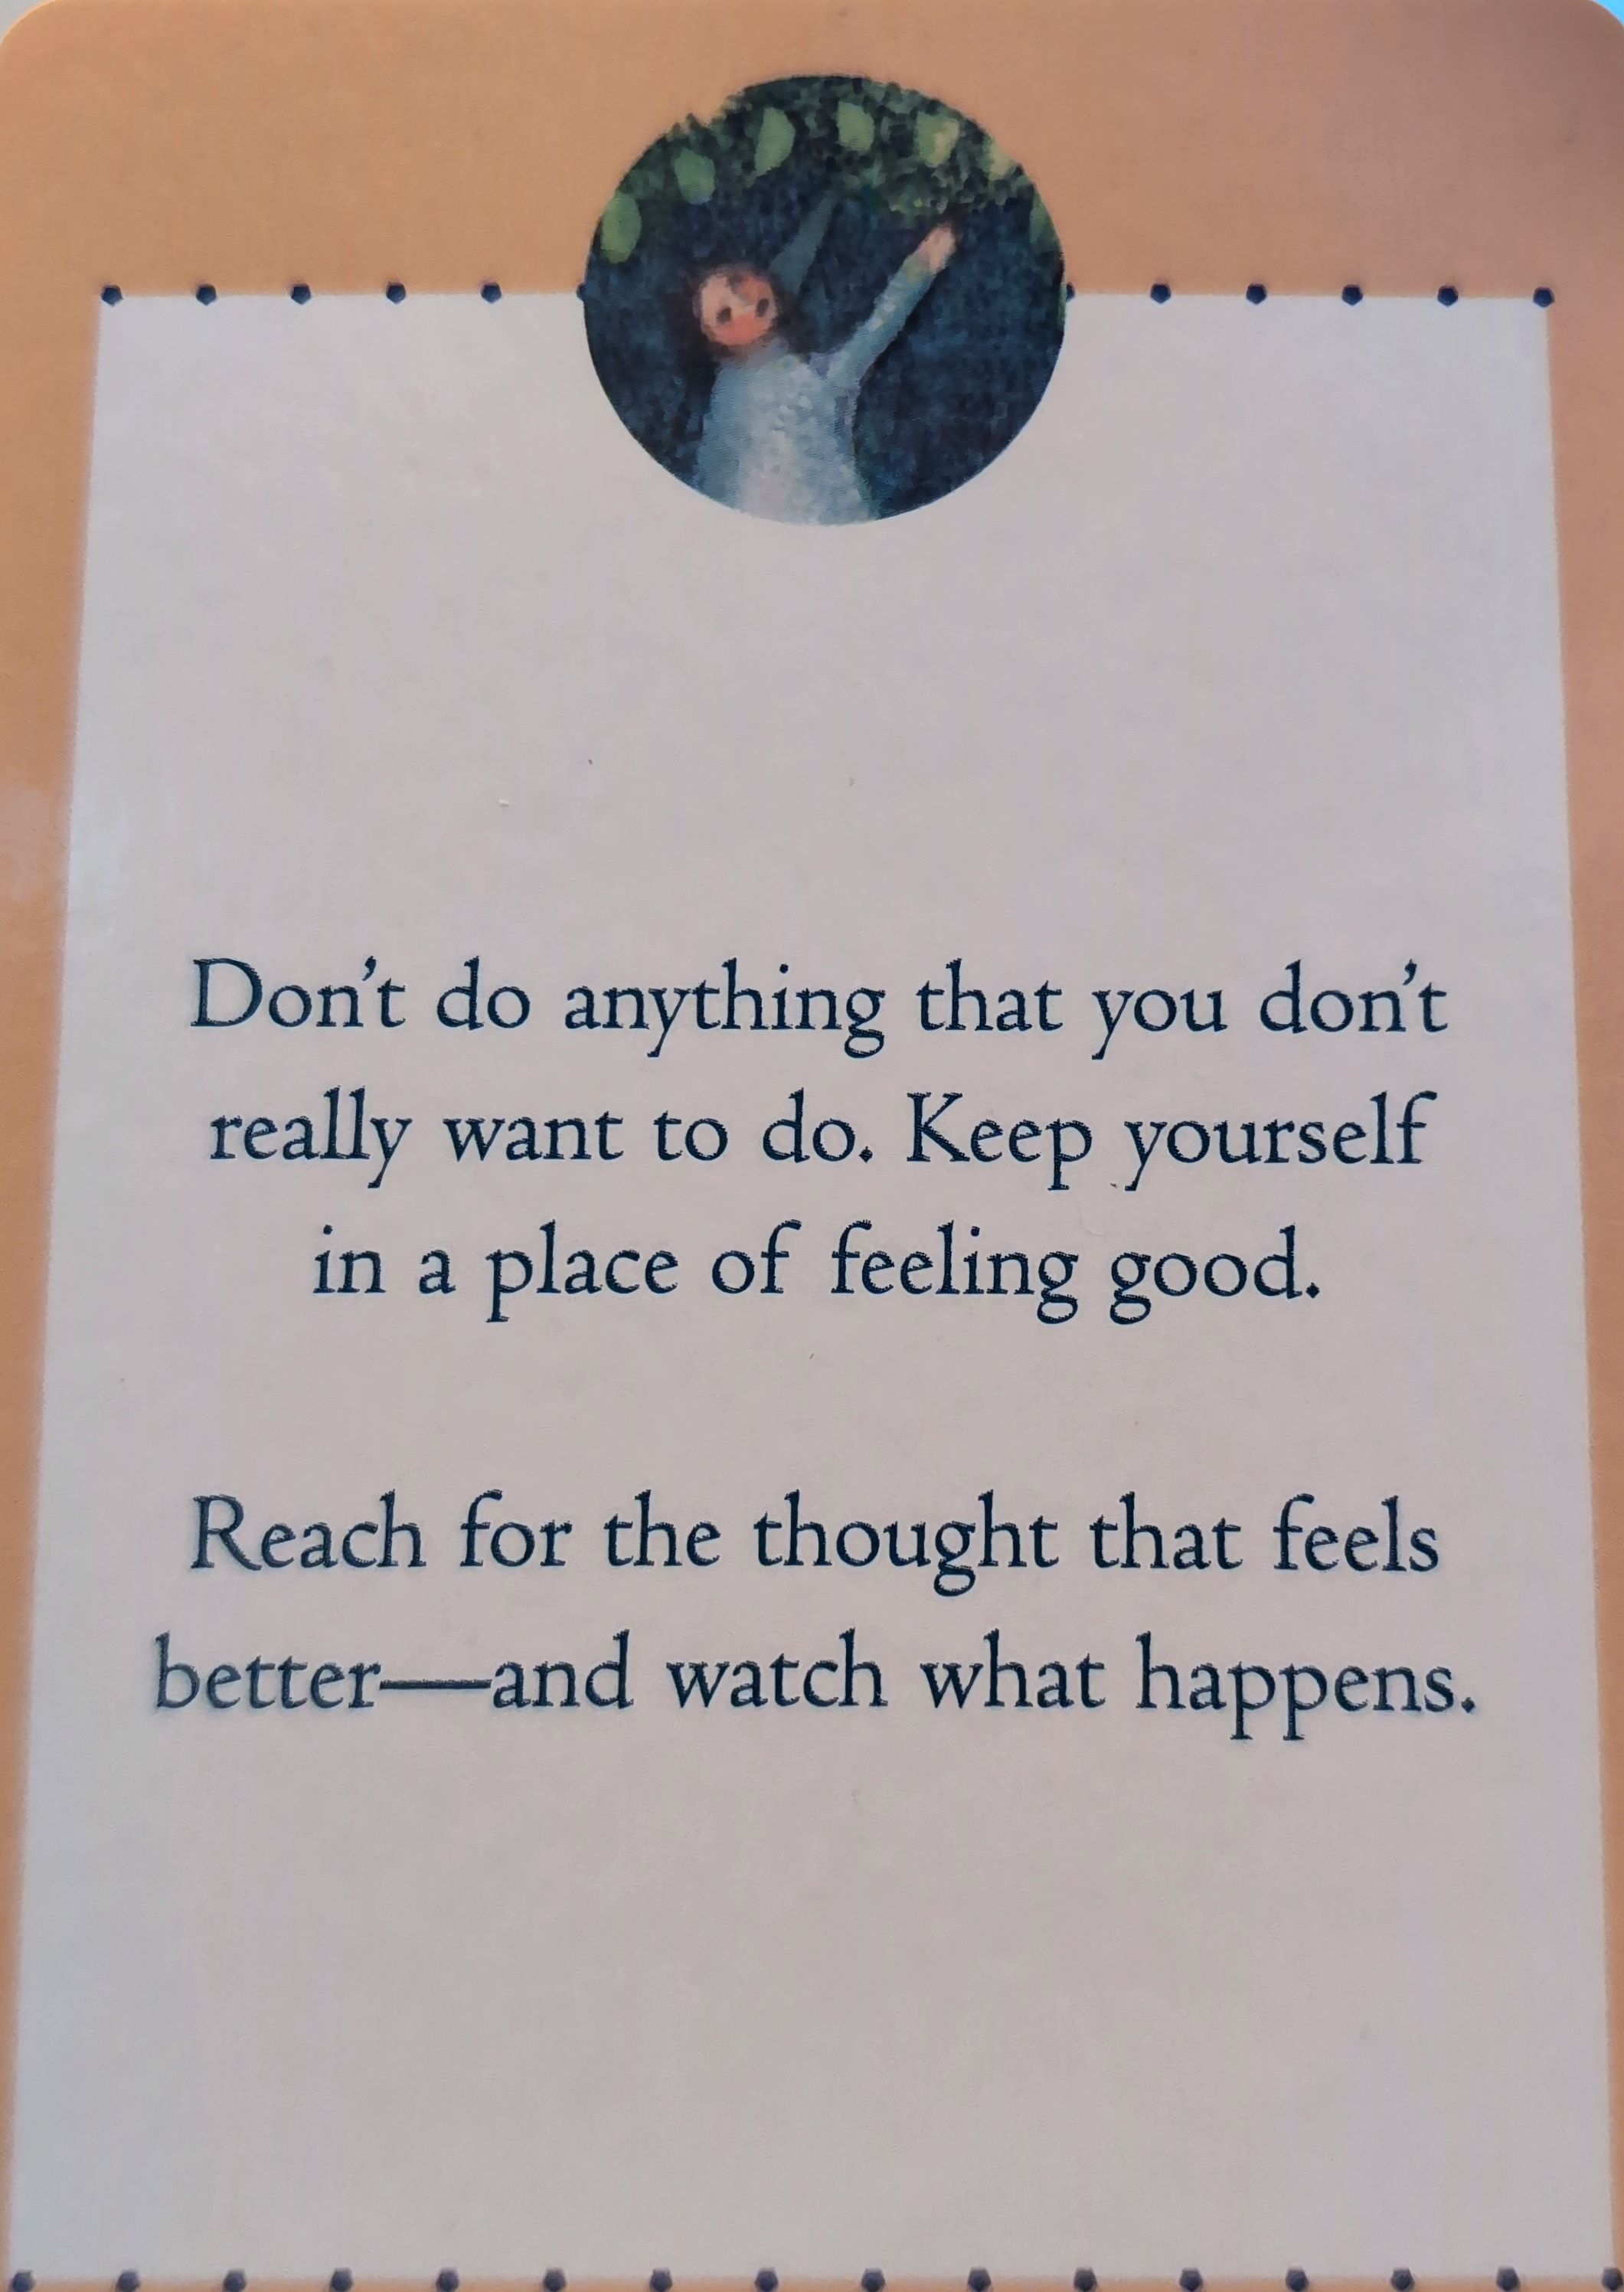 Don't do anything that you don't
really want to do. Keep yourself
in a place of feeling good.
Reach for the thought that feels
better—and watch what happens.